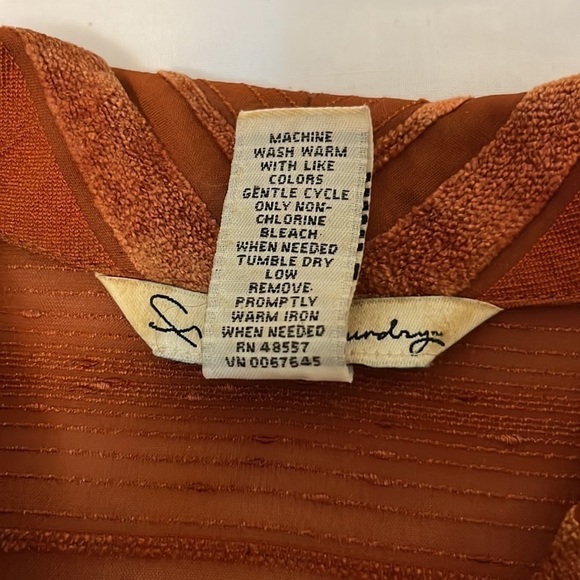 MACHINE
WASH WARM
WITH LIKE
COLORS
GENTLE CYCLE
ONLY NON-
CHLORINE
BLEACH
WHEN NEEDED
TUMBLE DRY
LOW
REMOVE
PROMPTLY
WARM IRON
WHEN NEEDED
RN 48557
VN 0067645